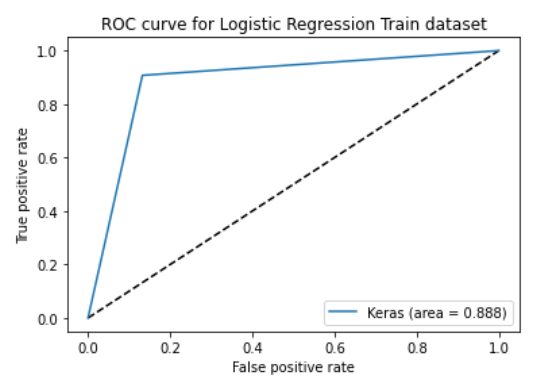 ROC curve for Logistic Regression Train dataset
1.0
0.8
0.6
0.4
0.2
0.0
True positive rate
Keras (area = 0.888)
0.0 0.2 0.4 0.6 0.8 1.0
False positive rate